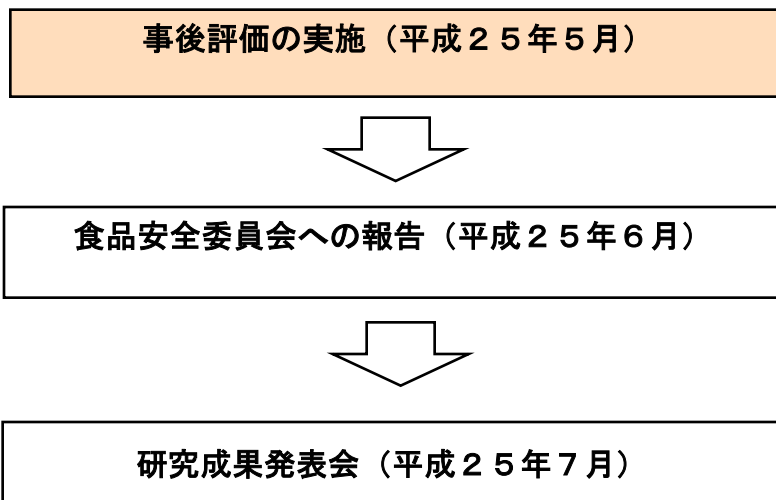 事後評価の実施（平成２５年５月）
食品安全委員会への報告（平成２５年６月）
研究成果発表会（平成２５年７月）